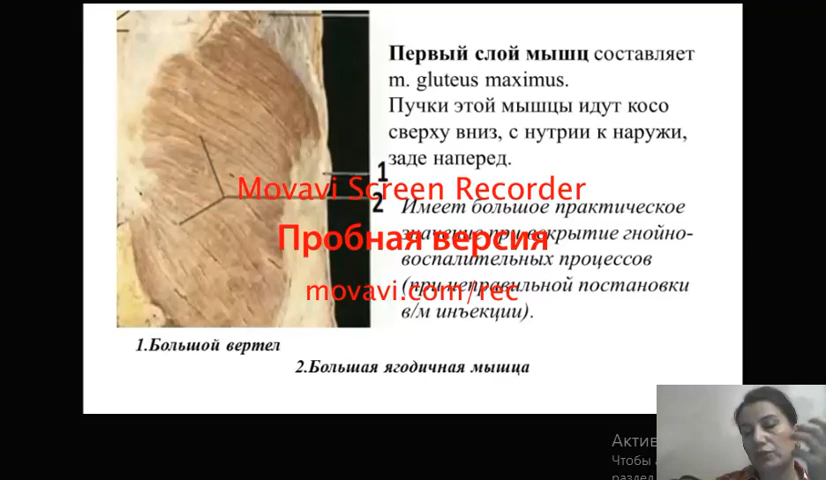 Первый слой мышц составляет
m. gluteus maximus.
Пучки этой мышцы идут косо
сверху вниз, с нутрии к наружи,
заде наперед.
1
2
Имеет большое практическое
значение при вскрытие гнойно-
воспалительных процессов
(при неправильной постановки
в/м инъекции).
1.Большой вертел
2.Большая ягодичная мышца
Movavi Screen Recorder
Пробная версия
movavi.com/rec
Актив
Чтобы
раздел